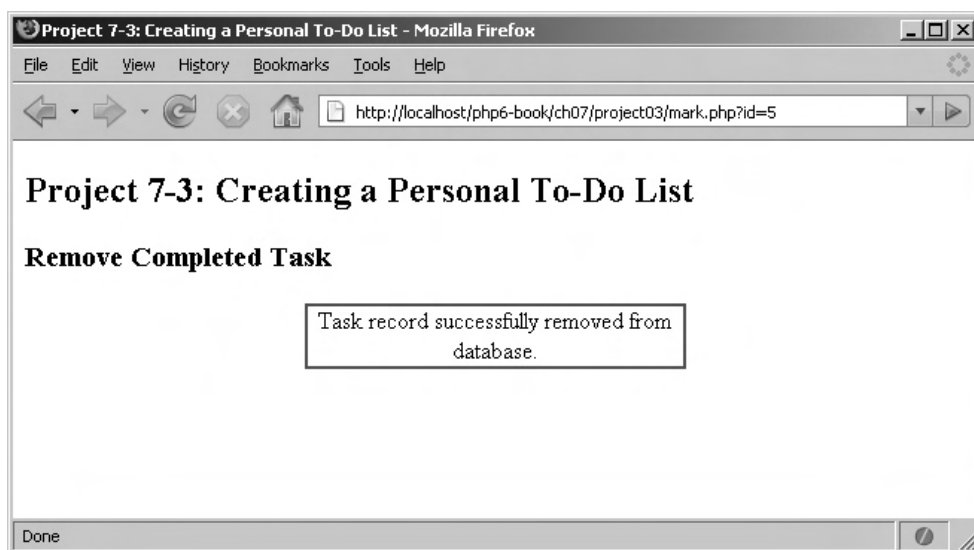 Project 7-3: Creating a Personal To-Do List - Mozilla Firefox
File Edit View History Bookmarks Tools Help
http://localhost/php6-book/ch07/project03/mark.php?id=5
Project 7-3: Creating a Personal To-Do List
Remove Completed Task
Task record successfully removed from
database.
Done